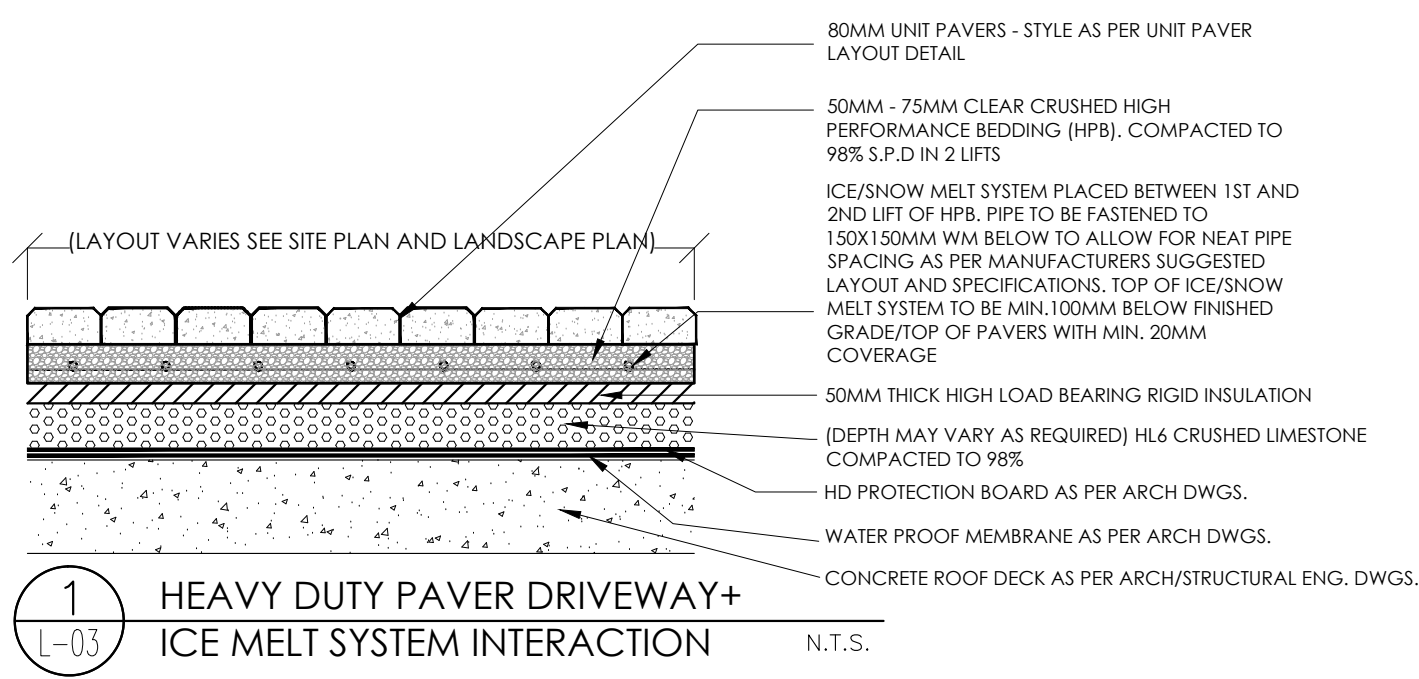 80MM UNIT PAVERS - STYLE AS PER UNIT PAVER
LAYOUT DETAIL
50MM - 75MM CLEAR CRUSHED HIGH
PERFORMANCE BEDDING (HPB). COMPACTED TO
98% S.P.D IN 2 LIFTS
ICE/SNOW MELT SYSTEM PLACED BETWEEN 1ST AND
2ND LIFT OF HPB. PIPE TO BE FASTENED TO
150X150MM WM BELOW TO ALLOW FOR NEAT PIPE
SPACING AS PER MANUFACTURERS SUGGESTED
LAYOUT AND SPECIFICATIONS. TOP OF ICE/SNOW
MELT SYSTEM TO BE MIN.100MM BELOW FINISHED
GRADE/TOP OF PAVERS WITH MIN. 20MM
COVERAGE
(LAYOUT VARIES SEE SITE PLAN AND LANDSCAPE PLAN)
50MM THICK HIGH LOAD BEARING RIGID INSULATION
(DEPTH MAY VARY AS REQUIRED) HL6 CRUSHED LIMESTONE
COMPACTED TO 98%
HD PROTECTION BOARD AS PER ARCH DWGS.
WATER PROOF MEMBRANE AS PER ARCH DWGS.
CONCRETE ROOF DECK AS PER ARCH/STRUCTURAL ENG. DWGS.
1
L-03
HEAVY DUTY PAVER DRIVEWAY+
ICE MELT SYSTEM INTERACTION
N.T.S.